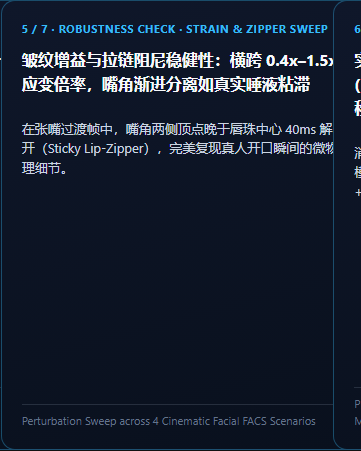 5 / 7 · ROBUSTNESS CHECK · STRAIN & ZIPPER SWEEP
皱纹增益与拉链阻尼稳健性：横跨 0.4x–1.5x
应变倍率，嘴角渐进分离如真实唾液粘滞
在张嘴过渡帧中，嘴角两侧顶点晚于唇珠中心 40ms 解
开（Sticky Lip-Zipper），完美复现真人开口瞬间的微物
理细节。
Perturbation Sweep across 4 Cinematic Facial FACS Scenarios
6